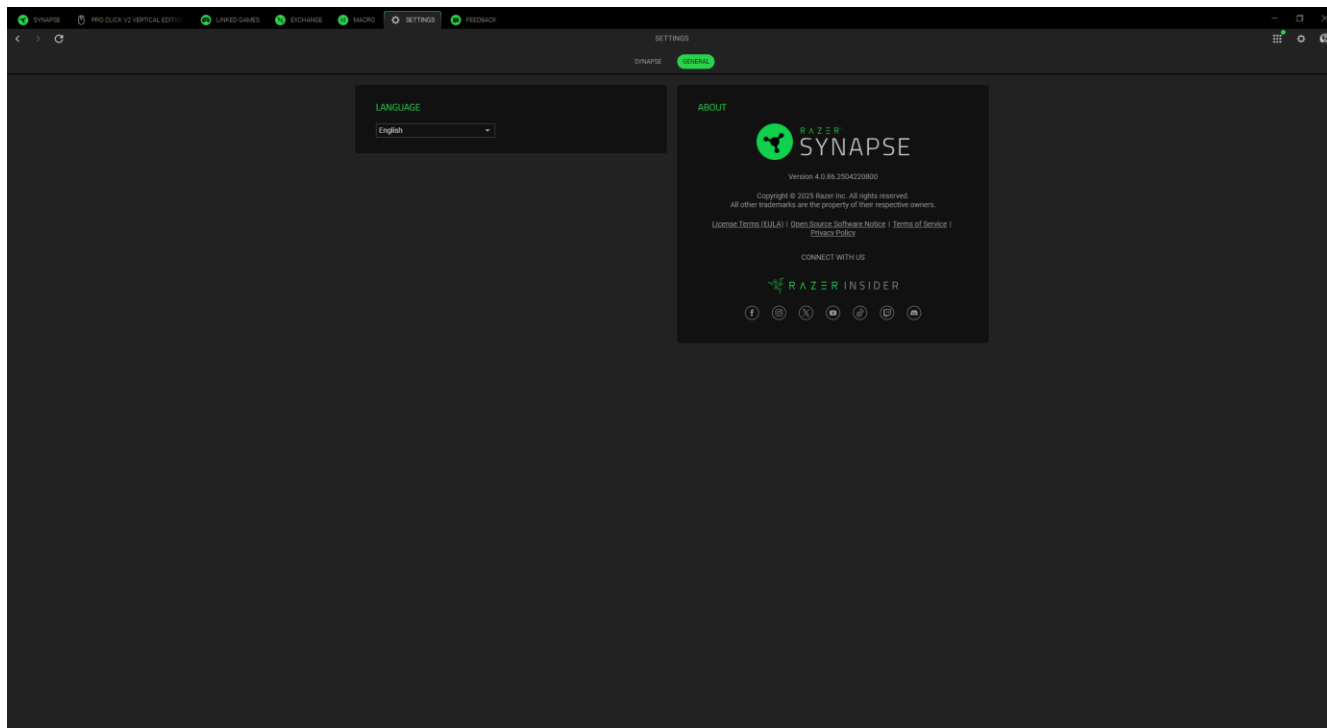 SYNAPSE
PRO CLICK V2 VERTICAL EDITI
LINKED GAMES
EXCHANGE
MACRO
SETTINGS
FEEDBACK
SETTINGS
SYNAPSE
GENERAL
LANGUAGE
English
ABOUT
RAZER
SYNAPSE
Version 4.0.86.2504220800
Copyright © 2025 Razer Inc. All rights reserved.
All other trademarks are the property of their respective owners.
License Terms (EULA) | Open Source Software Notice | Terms of Service |
Privacy Policy
CONNECT WITH US
RAZER INSIDER